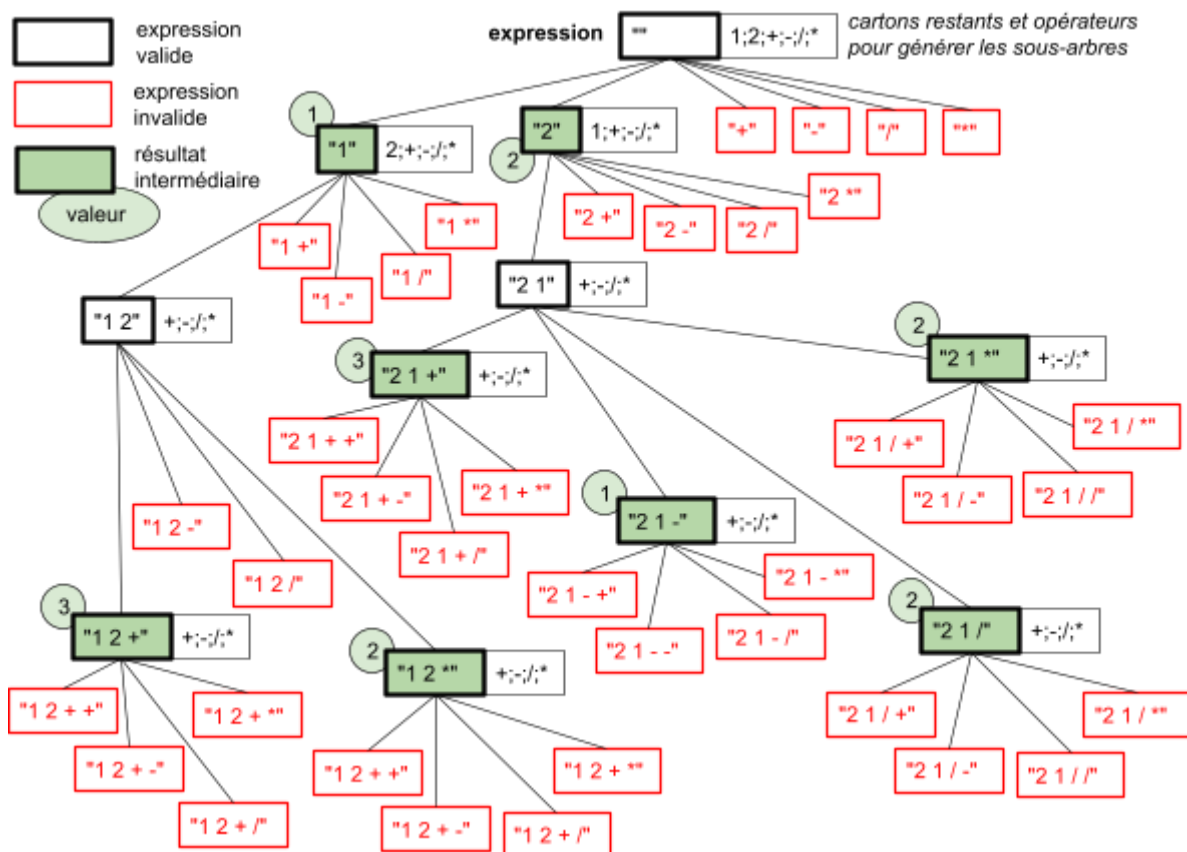 expression
valide
expression
invalide
résultat
intermédiaire
valeur
expression
""
1;2;+;-;/;*
cartons restants et opérateurs
pour générer les sous-arbres
1
"1"
2;+;-;/;*
"2"
1;+;-;/;*
2
"+"
"-"
"/"
"*"
"1 +"
"1 -"
"1 /"
"1 *"
"2 +"
"2 -"
"2 /"
"2 *"
"1 2"
+;-;/;*
"2 1"
+;-;/;*
3
"2 1 +"
+;-;/;*
2
"2 1 *"
+;-;/;*
"2 1 + +"
"2 1 + -"
"2 1 + /"
"2 1 + *"
"2 1 / +"
"2 1 / -"
"2 1 / /"
"2 1 / *"
"1 2 -"
"1 2 /"
1
"2 1 -"
+;-;/;*
"2 1 - +"
"2 1 - -"
"2 1 - /"
"2 1 - *"
3
"1 2 +"
+;-;/;*
2
"1 2 *"
+;-;/;*
2
"2 1 /"
+;-;/;*
"1 2 + +"
"1 2 + -"
"1 2 + /"
"1 2 + *"
"1 2 + +"
"1 2 + -"
"1 2 + /"
"1 2 + *"
"2 1 / +"
"2 1 / -"
"2 1 / /"
"2 1 / *"